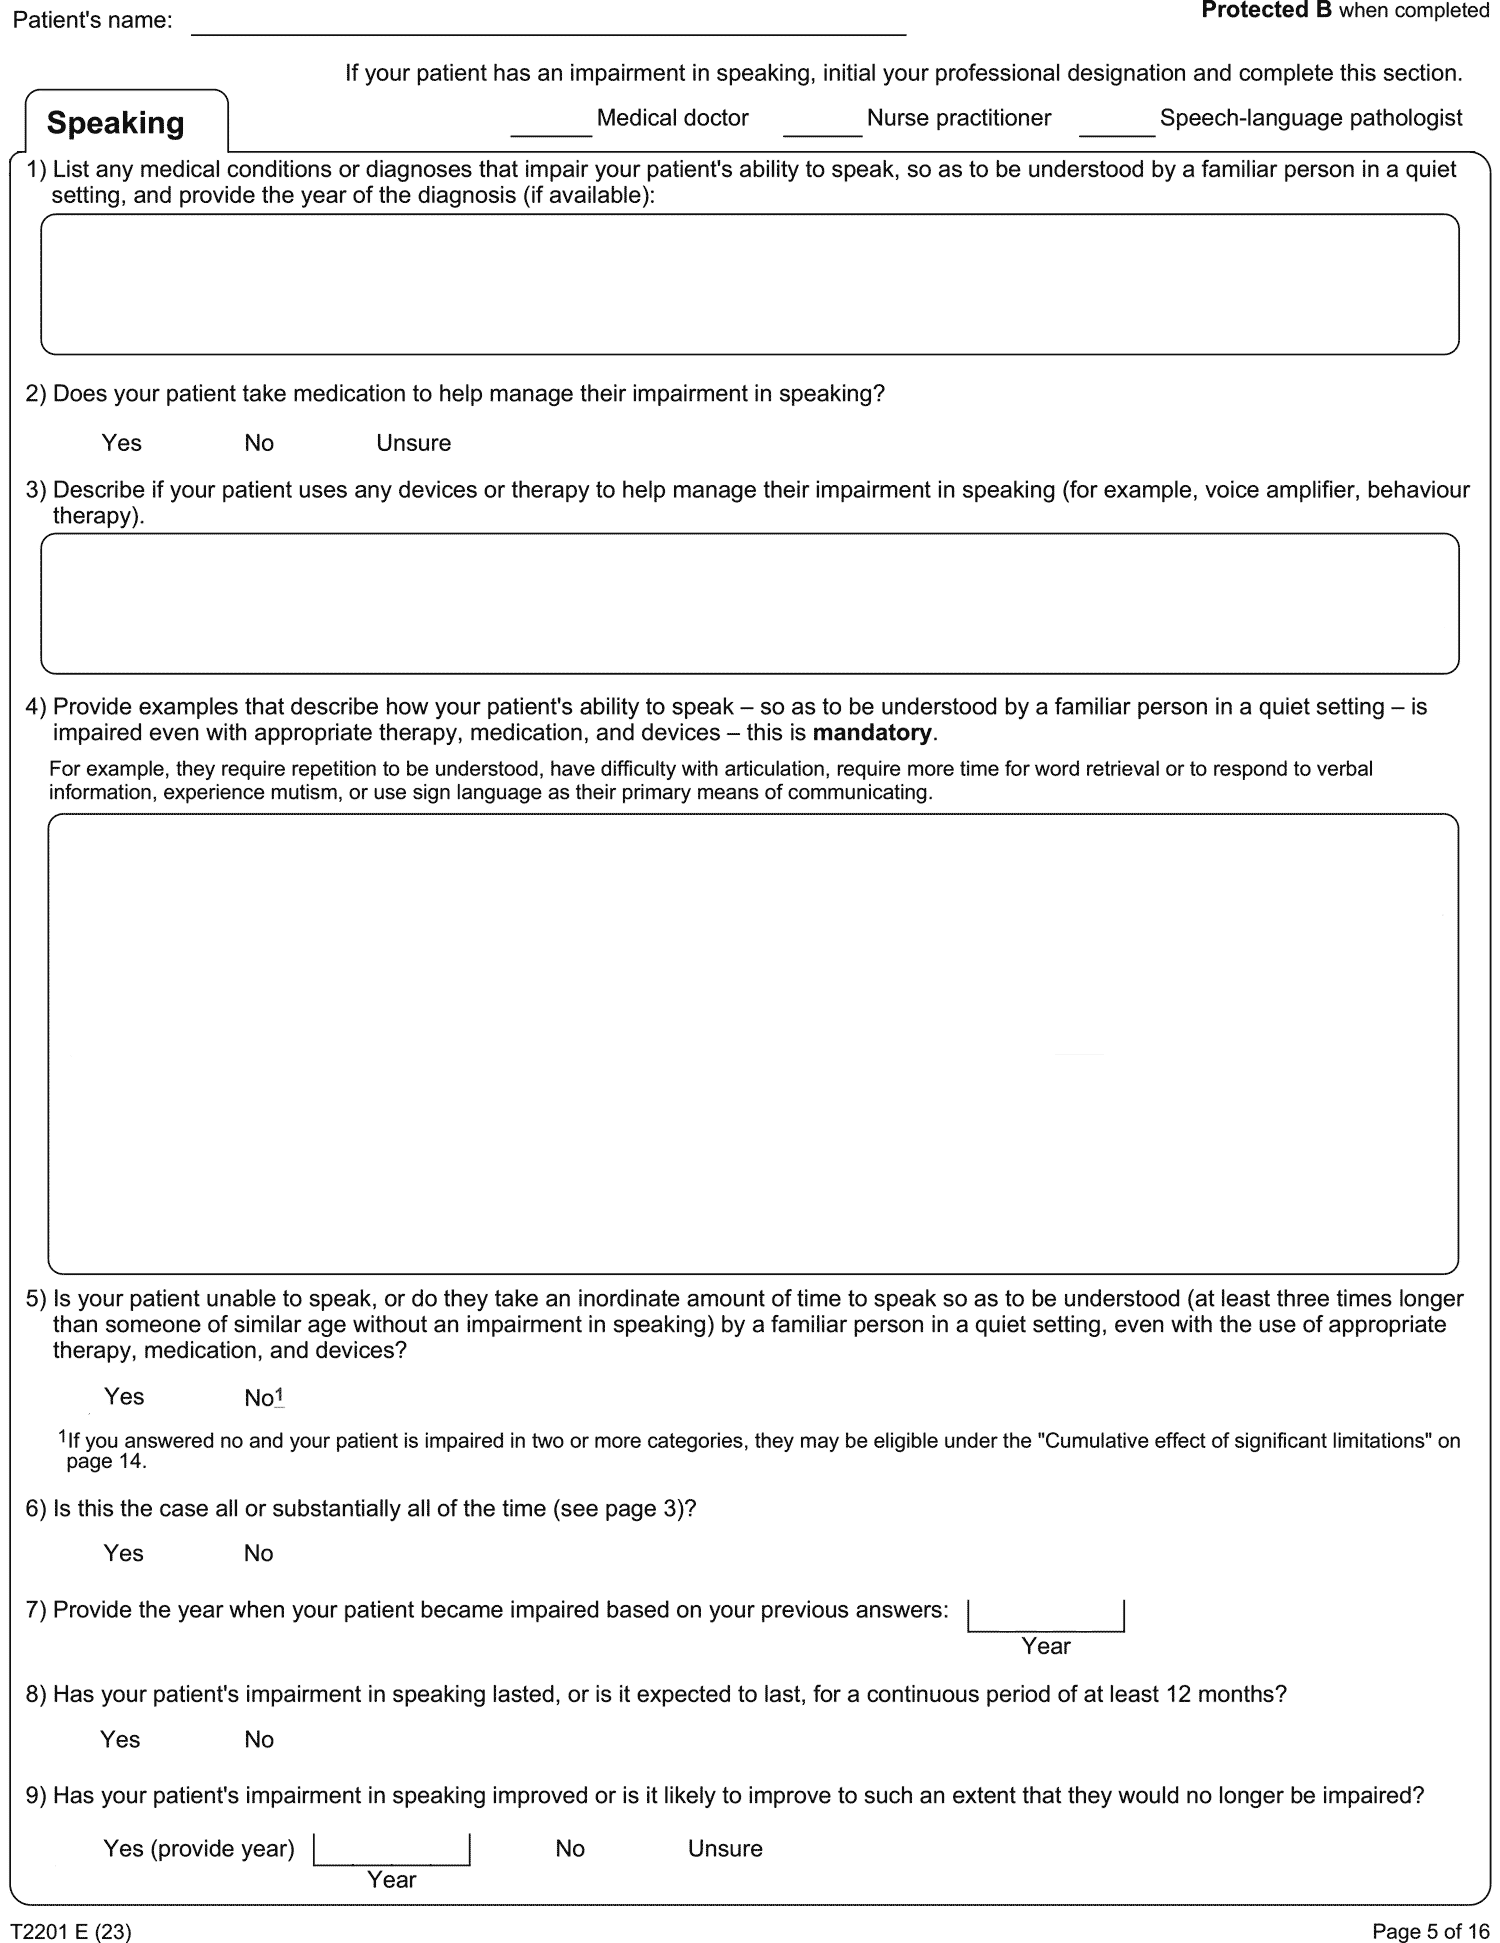 Patient's name:
Protected B when completed
If your patient has an impairment in speaking, initial your professional designation and complete this section.
Speaking
Medical doctor Nurse practitioner Speech-language pathologist
1) List any medical conditions or diagnoses that impair your patient's ability to speak, so as to be understood by a familiar person in a quiet
setting, and provide the year of the diagnosis (if available):
2) Does your patient take medication to help manage their impairment in speaking?
Yes No Unsure
3) Describe if your patient uses any devices or therapy to help manage their impairment in speaking (for example, voice amplifier, behaviour
therapy).
4) Provide examples that describe how your patient's ability to speak – so as to be understood by a familiar person in a quiet setting – is
impaired even with appropriate therapy, medication, and devices – this is mandatory.
For example, they require repetition to be understood, have difficulty with articulation, require more time for word retrieval or to respond to verbal
information, experience mutism, or use sign language as their primary means of communicating.
5) Is your patient unable to speak, or do they take an inordinate amount of time to speak so as to be understood (at least three times longer
than someone of similar age without an impairment in speaking) by a familiar person in a quiet setting, even with the use of appropriate
therapy, medication, and devices?
Yes No1
1If you answered no and your patient is impaired in two or more categories, they may be eligible under the "Cumulative effect of significant limitations" on
page 14.
6) Is this the case all or substantially all of the time (see page 3)?
Yes No
7) Provide the year when your patient became impaired based on your previous answers:
Year
8) Has your patient's impairment in speaking lasted, or is it expected to last, for a continuous period of at least 12 months?
Yes No
9) Has your patient's impairment in speaking improved or is it likely to improve to such an extent that they would no longer be impaired?
Yes (provide year) No Unsure
Year
T2201 E (23)
Page 5 of 16